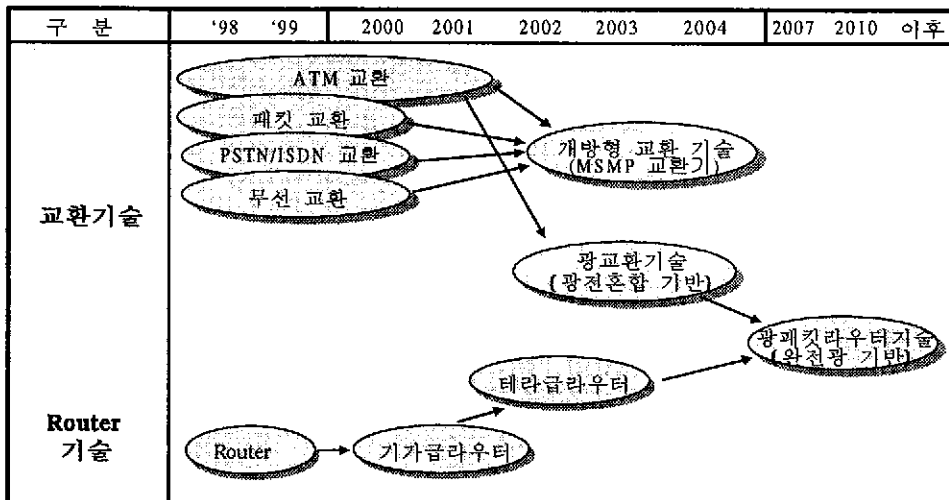 구 분 '98 '99 2000 2001 2002 2003 2004 2007 2010 이후
ATM 교환
패킷 교환
PSTN/ISDN 교환
무선 교환
개방형 교환 기술
(MSMP 교환기)
교환기술
광교환기술
(광전혼합 기반)
광패킷라우터기술
(완전광 기반)
테라급라우터
Router
기술
Router
기가급라우터